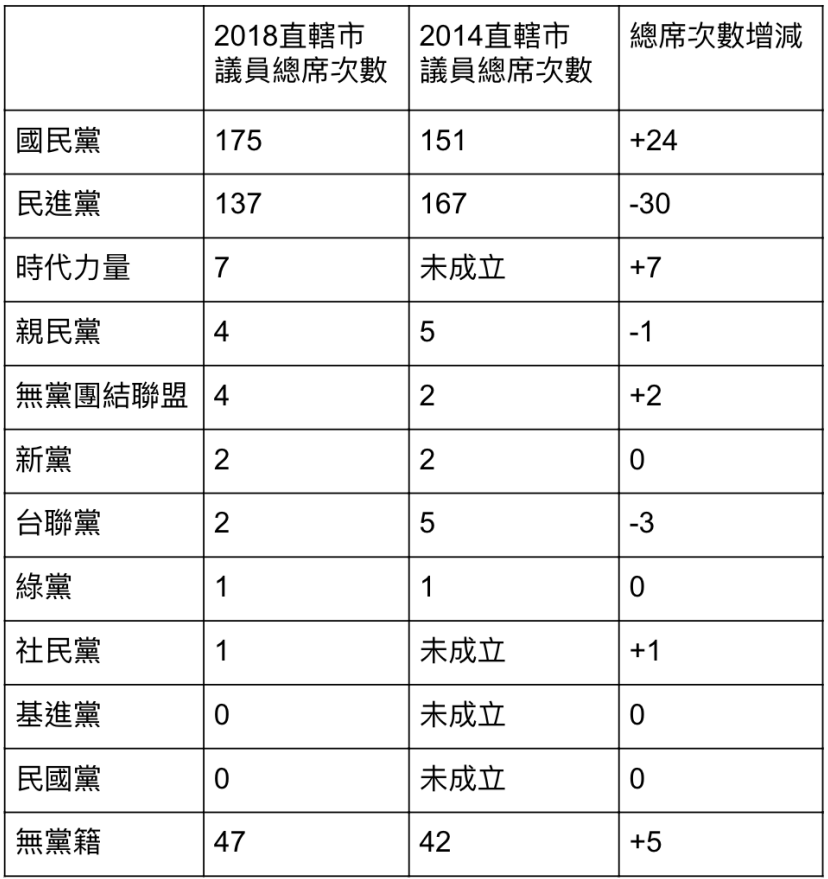 2018直轄市 2014直轄市 總席次數增減
議員總席次數 議員總席次數
國民黨 175 151 +24
民進黨 137 167 -30
時代力量 7 未成立 +7
親民黨 4 5 -1
無黨團結聯盟 4 2 +2
新黨 2 2 0
台聯黨 2 5 -3
綠黨 1 1 0
社民黨 1 未成立 +1
基進黨 0 未成立 0
民國黨 0 未成立 0
無黨籍 47 42 +5